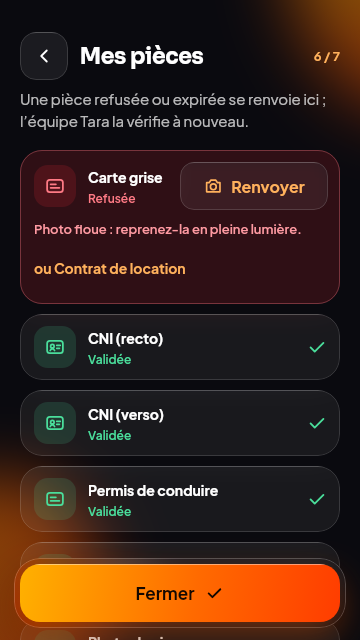 Mes pièces
6 / 7
Une pièce refusée ou expirée se renvoie ici ;
l’équipe Tara la vérifie à nouveau.
Carte grise
Refusée
Renvoyer
Photo floue : reprenez-la en pleine lumière.
ou Contrat de location
CNI (recto)
Validée
CNI (verso)
Validée
Permis de conduire
Validée
Fermer